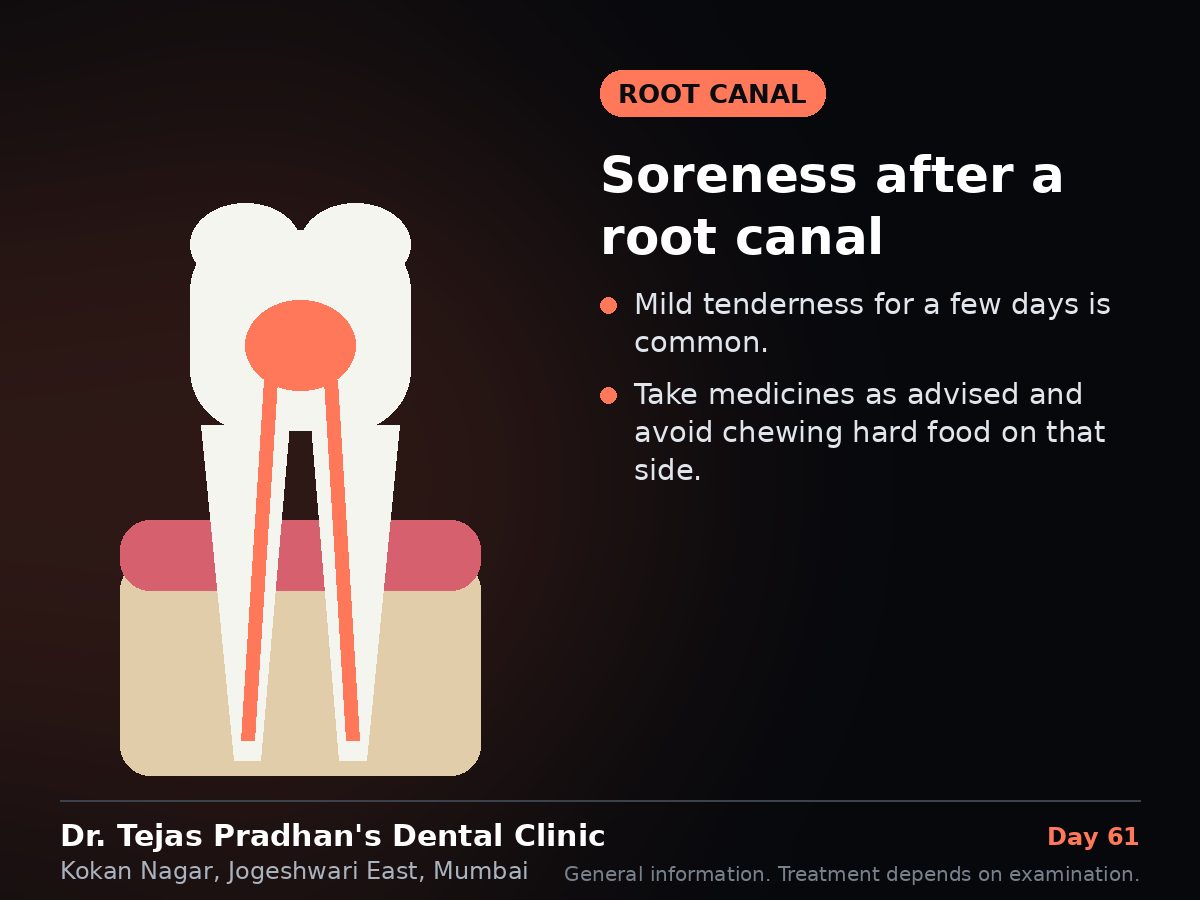 ROOT CANAL
Soreness after a
root canal
Mild tenderness for a few days is
common.
Take medicines as advised and
avoid chewing hard food on that
side.
Dr. Tejas Pradhan's Dental Clinic
Day 61
Kokan Nagar, Jogeshwari East, Mumbai
General information. Treatment depends on examination.